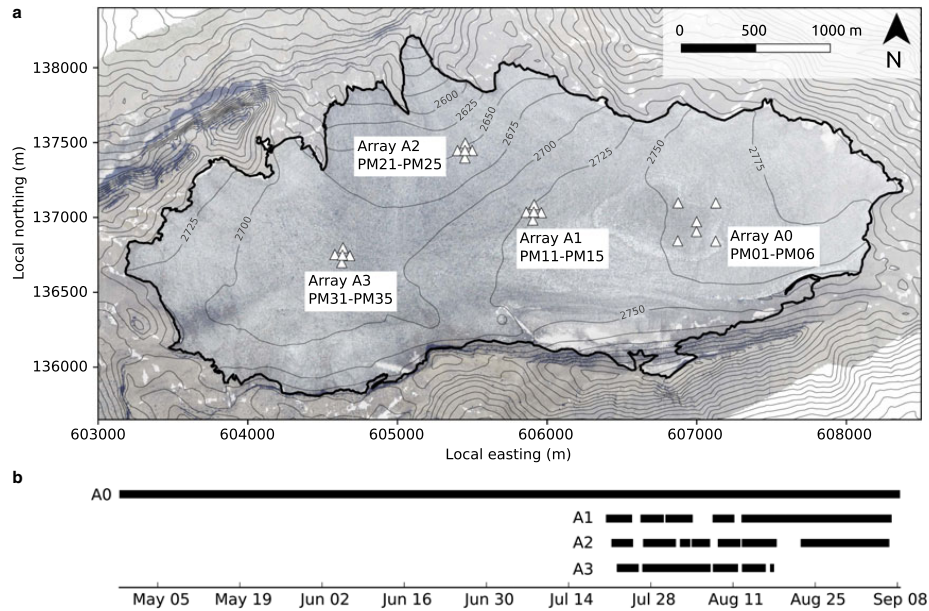 a
0 500 1000 m
N
138000
137500
137000
136500
136000
Local northing (m)
2600
2625
2650
2675
2700
2725
2750
2775
2725
2700
2750
Array A2
PM21-PM25
Array A1
PM11-PM15
Array A0
PM01-PM06
Array A3
PM31-PM35
603000 604000 605000 606000 607000 608000
Local easting (m)
b
A0
A1
A2
A3
May 05 May 19 Jun 02 Jun 16 Jun 30 Jul 14 Jul 28 Aug 11 Aug 25 Sep 08